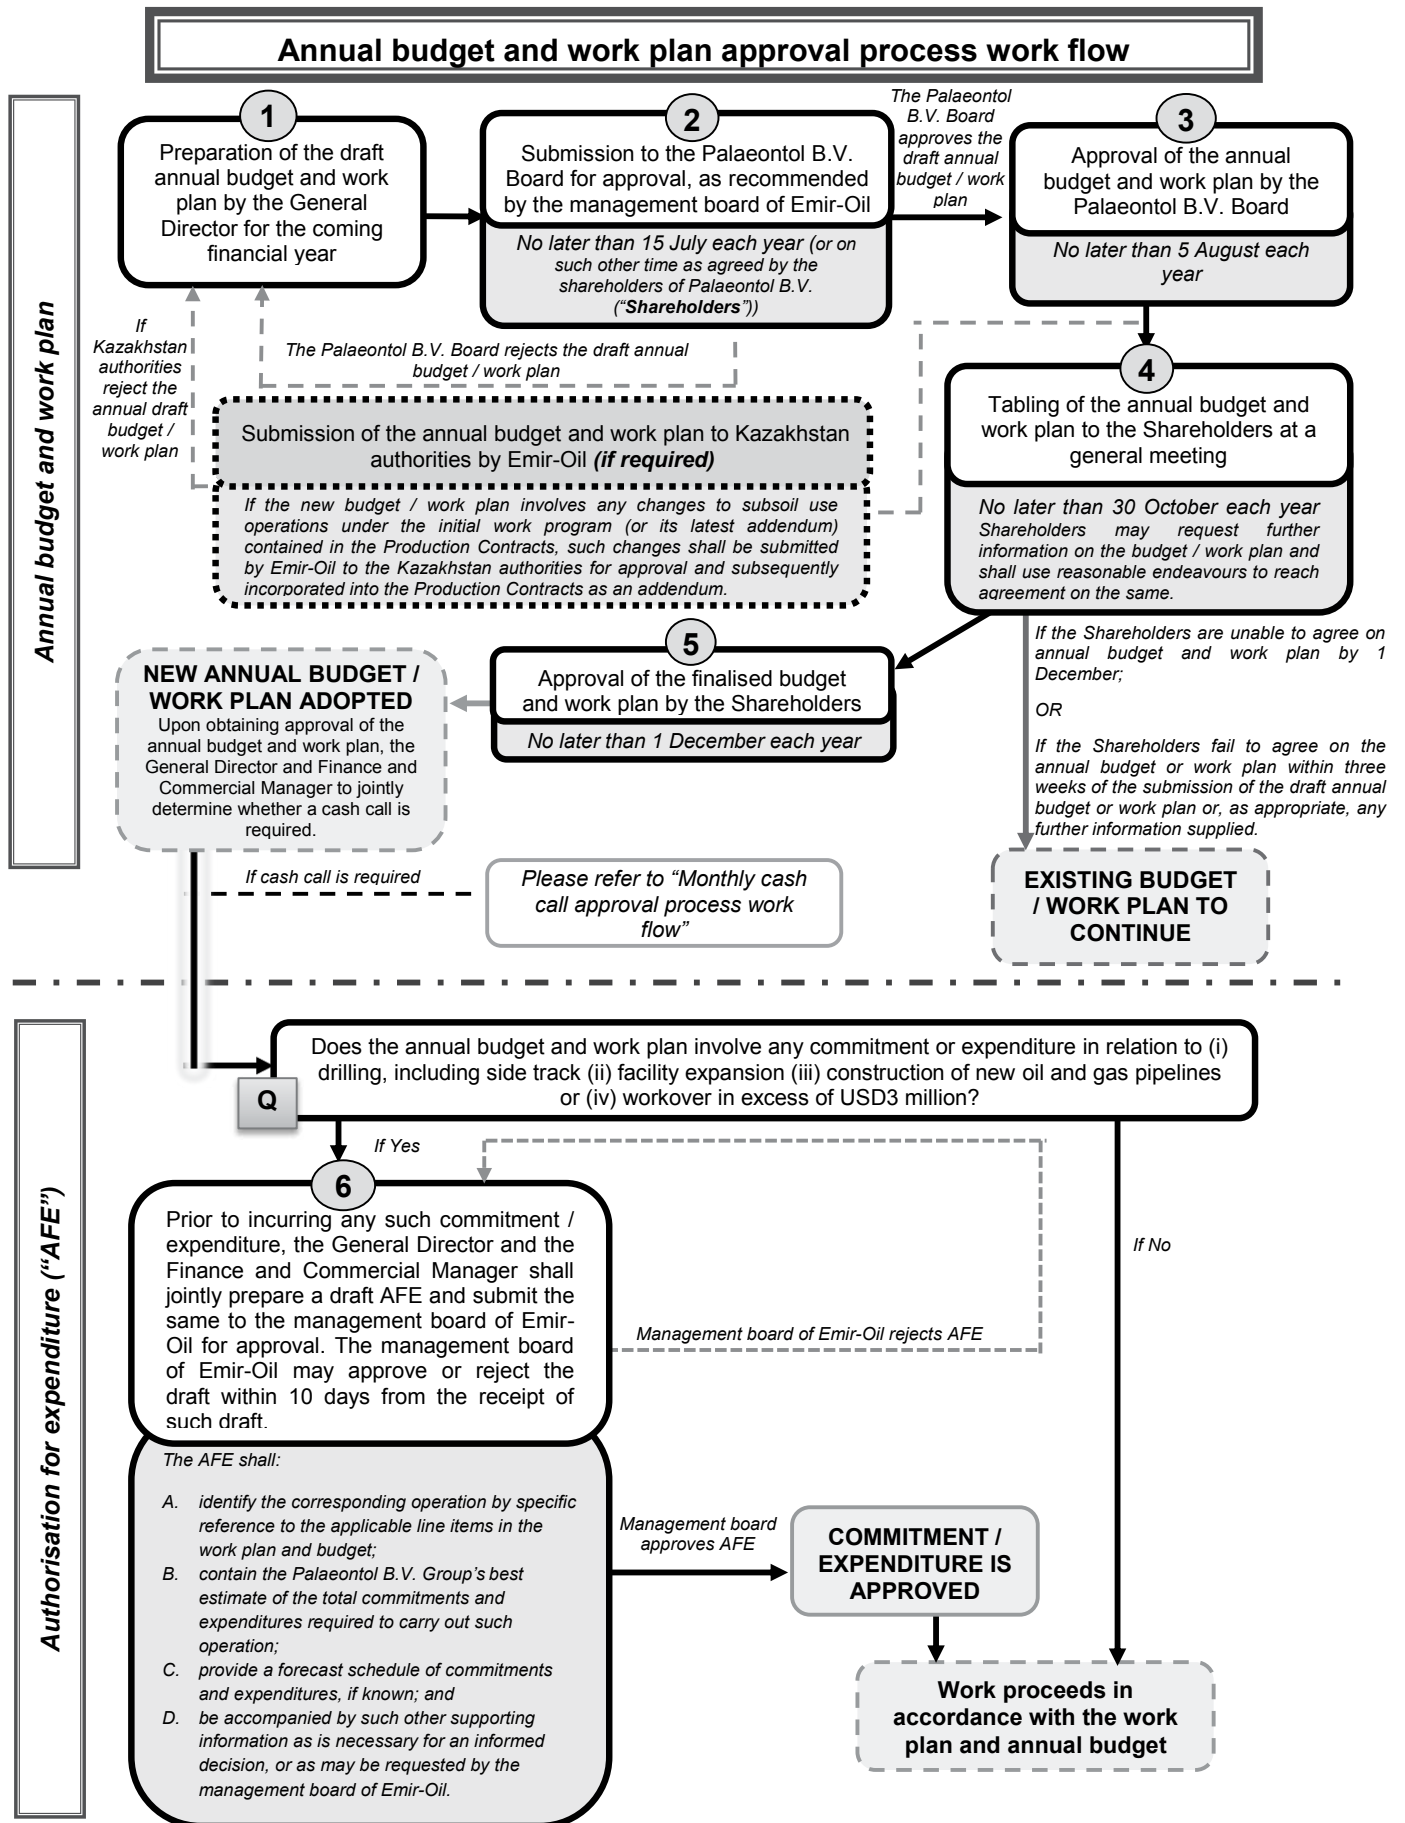 Annual budget and work plan approval process work flow
Annual budget and work plan
1
Preparation of the draft
annual budget and work
plan by the General
Director for the coming
financial year
2
Submission to the Palaeontol B.V.
Board for approval, as recommended
by the management board of Emir-Oil
No later than 15 July each year (or on
such other time as agreed by the
shareholders of Palaeontol B.V.
(“Shareholders”))
The Palaeontol
B.V. Board
approves the
draft annual
budget / work
plan
3
Approval of the annual
budget and work plan by the
Palaeontol B.V. Board
No later than 5 August each
year
If
Kazakhstan
authorities
reject the
annual draft
budget /
work plan
The Palaeontol B.V. Board rejects the draft annual
budget / work plan
Submission of the annual budget and work plan to Kazakhstan
authorities by Emir-Oil (if required)
If the new budget / work plan involves any changes to subsoil use
operations under the initial work program (or its latest addendum)
contained in the Production Contracts, such changes shall be submitted
by Emir-Oil to the Kazakhstan authorities for approval and subsequently
incorporated into the Production Contracts as an addendum.
4
Tabling of the annual budget and
work plan to the Shareholders at a
general meeting
No later than 30 October each year
Shareholders may request further
information on the budget / work plan and
shall use reasonable endeavours to reach
agreement on the same.
5
Approval of the finalised budget
and work plan by the Shareholders
No later than 1 December each year
NEW ANNUAL BUDGET /
WORK PLAN ADOPTED
Upon obtaining approval of the
annual budget and work plan, the
General Director and Finance and
Commercial Manager to jointly
determine whether a cash call is
required.
If the Shareholders are unable to agree on
annual budget and work plan by 1
December;
OR
If the Shareholders fail to agree on the
annual budget or work plan within three
weeks of the submission of the draft annual
budget or work plan or, as appropriate, any
further information supplied.
EXISTING BUDGET
/ WORK PLAN TO
CONTINUE
If cash call is required
Please refer to “Monthly cash
call approval process work
flow”
Authorisation for expenditure (“AFE”)
Q
Does the annual budget and work plan involve any commitment or expenditure in relation to (i)
drilling, including side track (ii) facility expansion (iii) construction of new oil and gas pipelines
or (iv) workover in excess of USD3 million?
If Yes
If No
6
Prior to incurring any such commitment /
expenditure, the General Director and the
Finance and Commercial Manager shall
jointly prepare a draft AFE and submit the
same to the management board of Emir-
Oil for approval. The management board
of Emir-Oil may approve or reject the
draft within 10 days from the receipt of
such draft.
Management board of Emir-Oil rejects AFE
The AFE shall:
A. identify the corresponding operation by specific
reference to the applicable line items in the
work plan and budget;
B. contain the Palaeontol B.V. Group’s best
estimate of the total commitments and
expenditures required to carry out such
operation;
C. provide a forecast schedule of commitments
and expenditures, if known; and
D. be accompanied by such other supporting
information as is necessary for an informed
decision, or as may be requested by the
management board of Emir-Oil.
Management board
approves AFE
COMMITMENT /
EXPENDITURE IS
APPROVED
Work proceeds in
accordance with the work
plan and annual budget